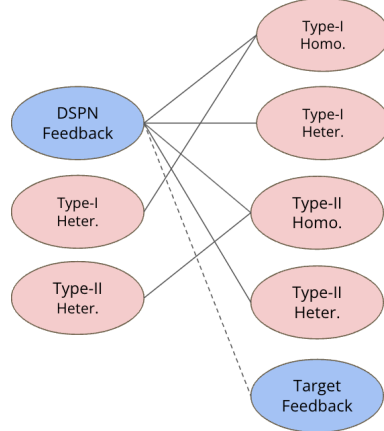 Type-I
Homo.
DSPN
Feedback
Type-I
Heter.
Type-I
Heter.
Type-II
Homo.
Type-II
Heter.
Type-II
Heter.
Target
Feedback